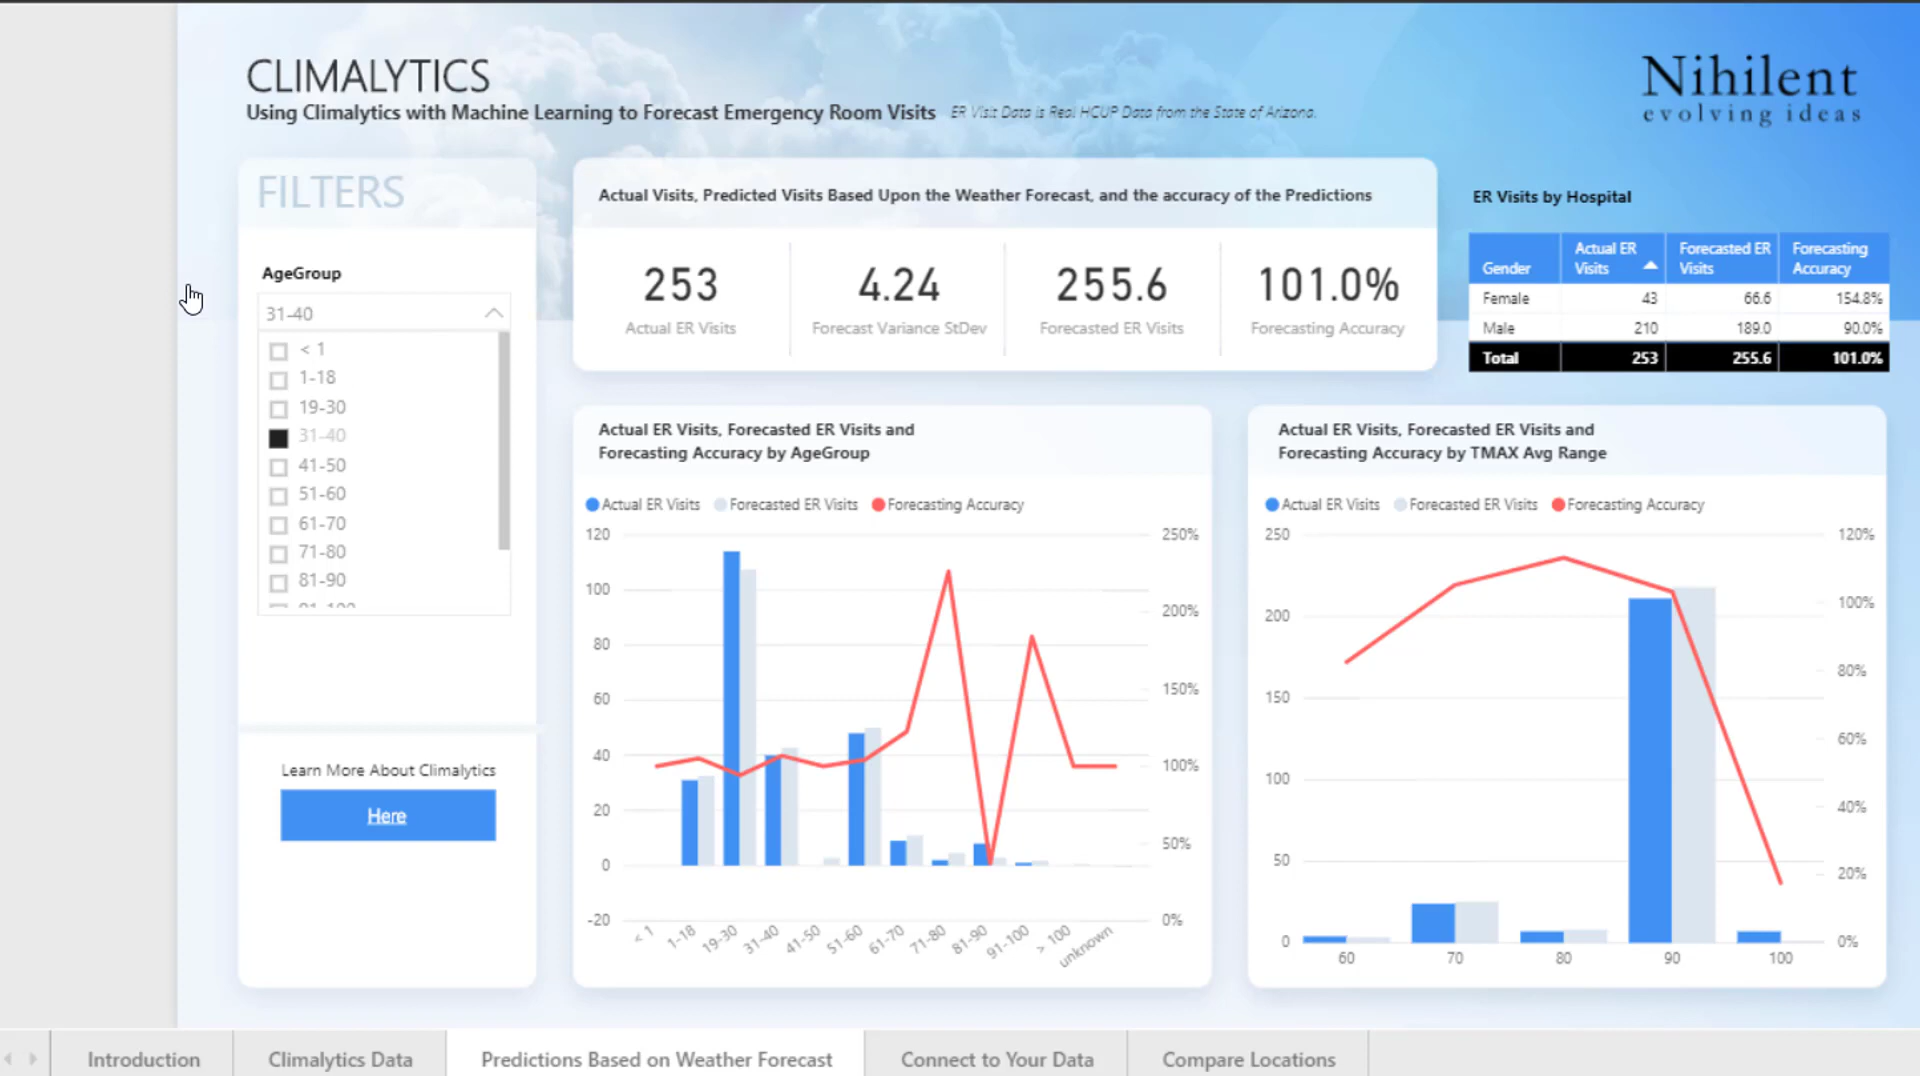 CLIMALYTICS
Using Climalytics with Machine Learning to Forecast Emergency Room Visits ER Visit Data is Real HCUP Data from the State of Arizona.
Nihilent
evolving ideas
FILTERS
AgeGroup
31-40
< 1
1-18
19-30
31-40
41-50
51-60
61-70
71-80
81-90
91-100
Learn More About Climalytics
Here
Actual Visits, Predicted Visits Based Upon the Weather Forecast, and the accuracy of the Predictions
253 4.24 255.6 101.0%
Actual ER Visits Forecast Variance StDev Forecasted ER Visits Forecasting Accuracy
ER Visits by Hospital
Gender Actual ER Visits Forecasted ER Visits Forecasting Accuracy
Female 43 66.6 154.8%
Male 210 189.0 90.0%
Total 253 255.6 101.0%
Actual ER Visits, Forecasted ER Visits and
Forecasting Accuracy by AgeGroup
Actual ER Visits Forecasted ER Visits Forecasting Accuracy
120 250%
100 200%
80
60 150%
40 100%
20 50%
0
-20 0%
< 1 1-18 19-30 31-40 41-50 51-60 61-70 71-80 81-90 91-100 > 100 unknown
Actual ER Visits, Forecasted ER Visits and
Forecasting Accuracy by TMAX Avg Range
Actual ER Visits Forecasted ER Visits Forecasting Accuracy
250 120%
200 100%
150 80%
60%
100 40%
50 20%
0 0%
60 70 80 90 100
Introduction Climalytics Data Predictions Based on Weather Forecast Connect to Your Data Compare Locations